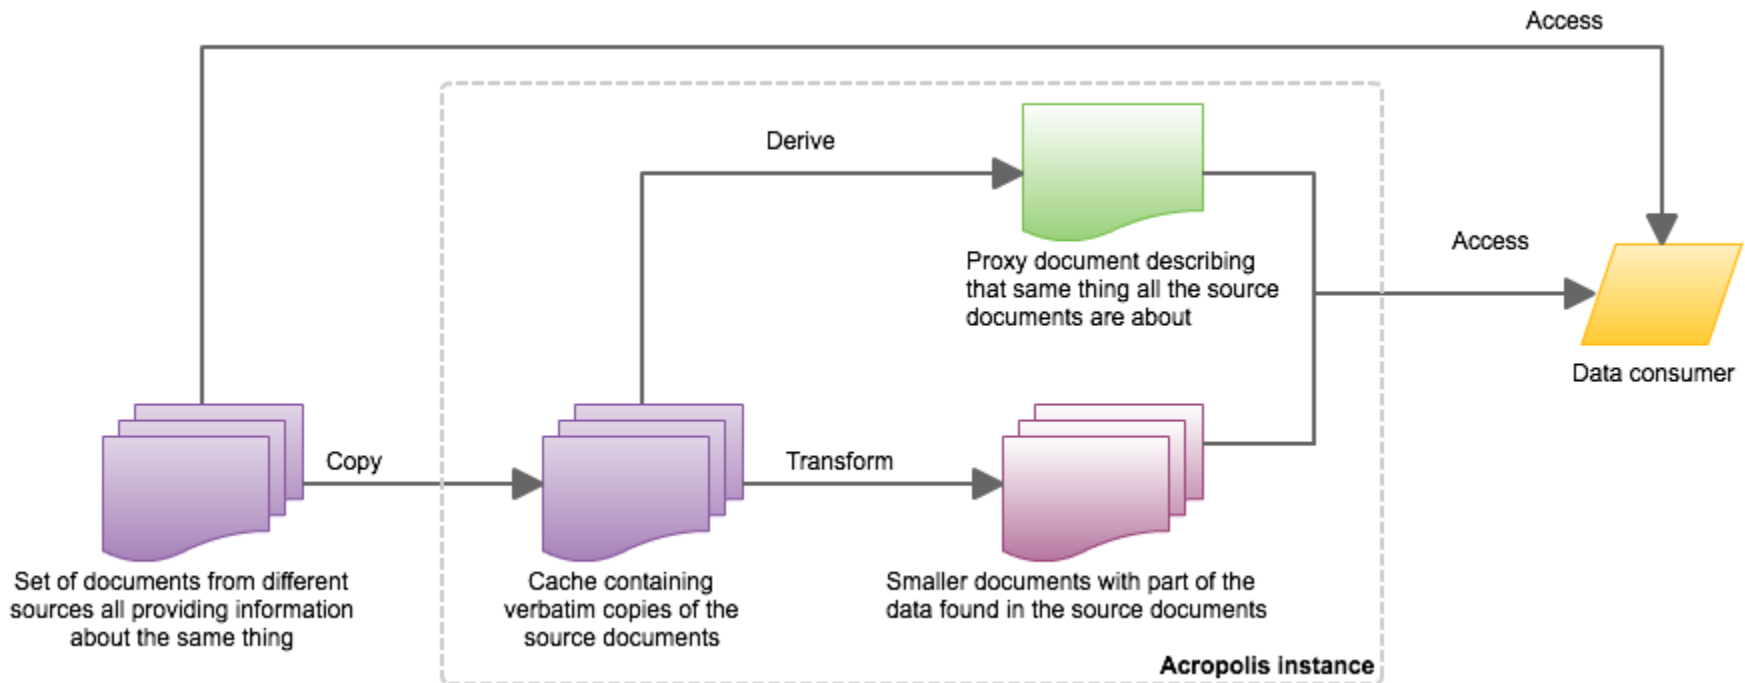 Access
Derive
Proxy document describing
that same thing all the source
documents are about
Access
Data consumer
Copy
Transform
Set of documents from different
sources all providing information
about the same thing
Cache containing
verbatim copies of the
source documents
Smaller documents with part of the
data found in the source documents
Acropolis instance